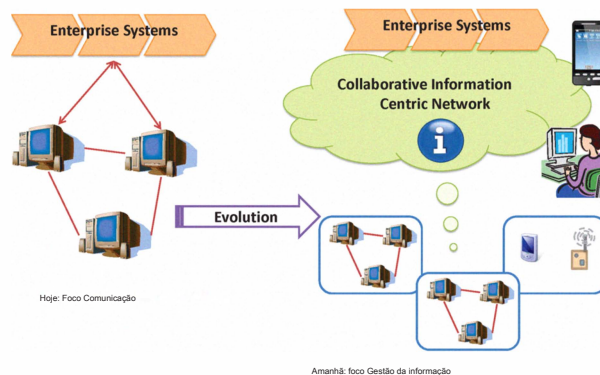 Enterprise Systems
Enterprise Systems
Collaborative Information
Centric Network
i
Evolution
Hoje: Foco Comunicação
Amanhã: foco Gestão da informação